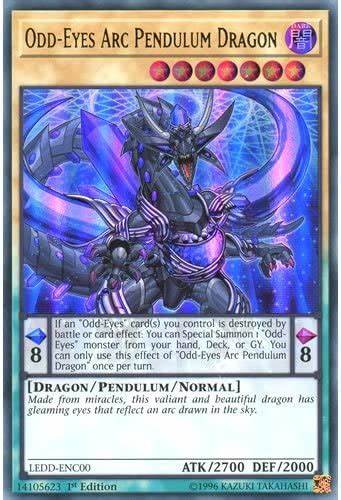 ODD-EYES ARC PENDULUM DRAGON
DARK
闇
If an "Odd-Eyes" card(s) you control is destroyed
by battle or card effect: You can Special Summon 1 "Odd-
Eyes" monster from your hand, Deck, or GY. You
can only use this effect of "Odd-Eyes Arc Pendulum
Dragon" once per turn.
8
8
[Dragon/Pendulum/Normal]
Made from miracles, this valiant and beautiful dragon has
gleaming eyes that reflect an arc drawn in the sky.
LEDD-ENC00
ATK/2700 DEF/2000
14105623
1st Edition
©1996 KAZUKI TAKAHASHI